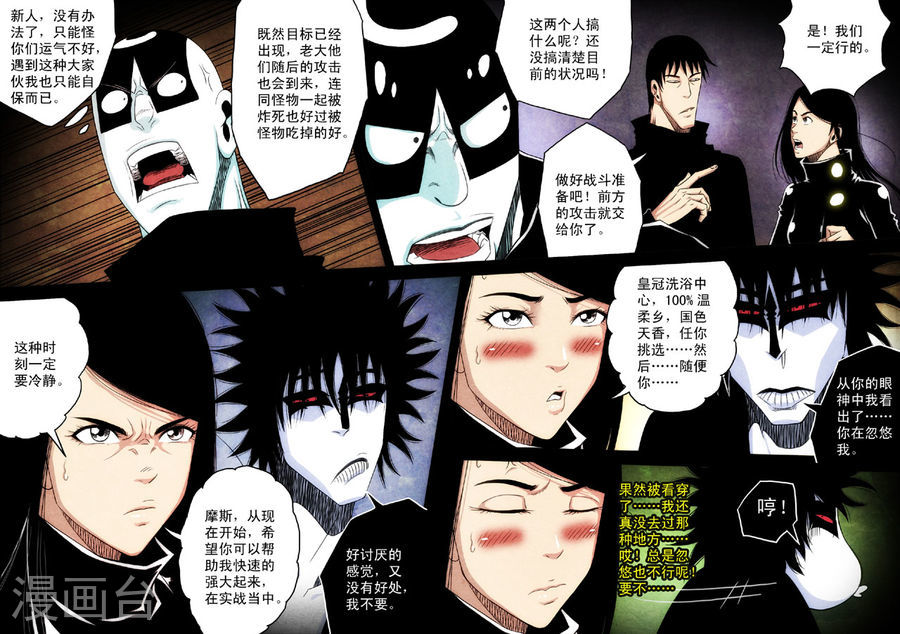 新人，没有办
法了，只能怪
你们运气不好，
遇到这种大家
伙我也只能自
保而已。
既然目标已经
出现，老大他
们随后的攻击
也会到来，连
同怪物一起被
炸死也好过被
怪物吃掉的好。
这两个人搞
什么呢？还
没搞清楚目
前的状况吗！
是！我们
一定行的。
做好战斗准
备吧！前方
的攻击就交
给你了。
这种时
刻一定
要冷静。
摩斯，从现
在开始，希
望你可以帮
助我快速的
强大起来，
在实战当中。
好讨厌的
感觉，又
没有好处，
我不要。
皇冠洗浴中
心，100%温
柔乡，国色
天香，任你
挑选……然
后……随便
你……
从你的眼
神中我看
出了……
你在忽悠
我。
果然被看穿
了……我还
真没去过那
种地方……
哎！总是忽
悠也不行呢！
要不……
哼！
漫画台